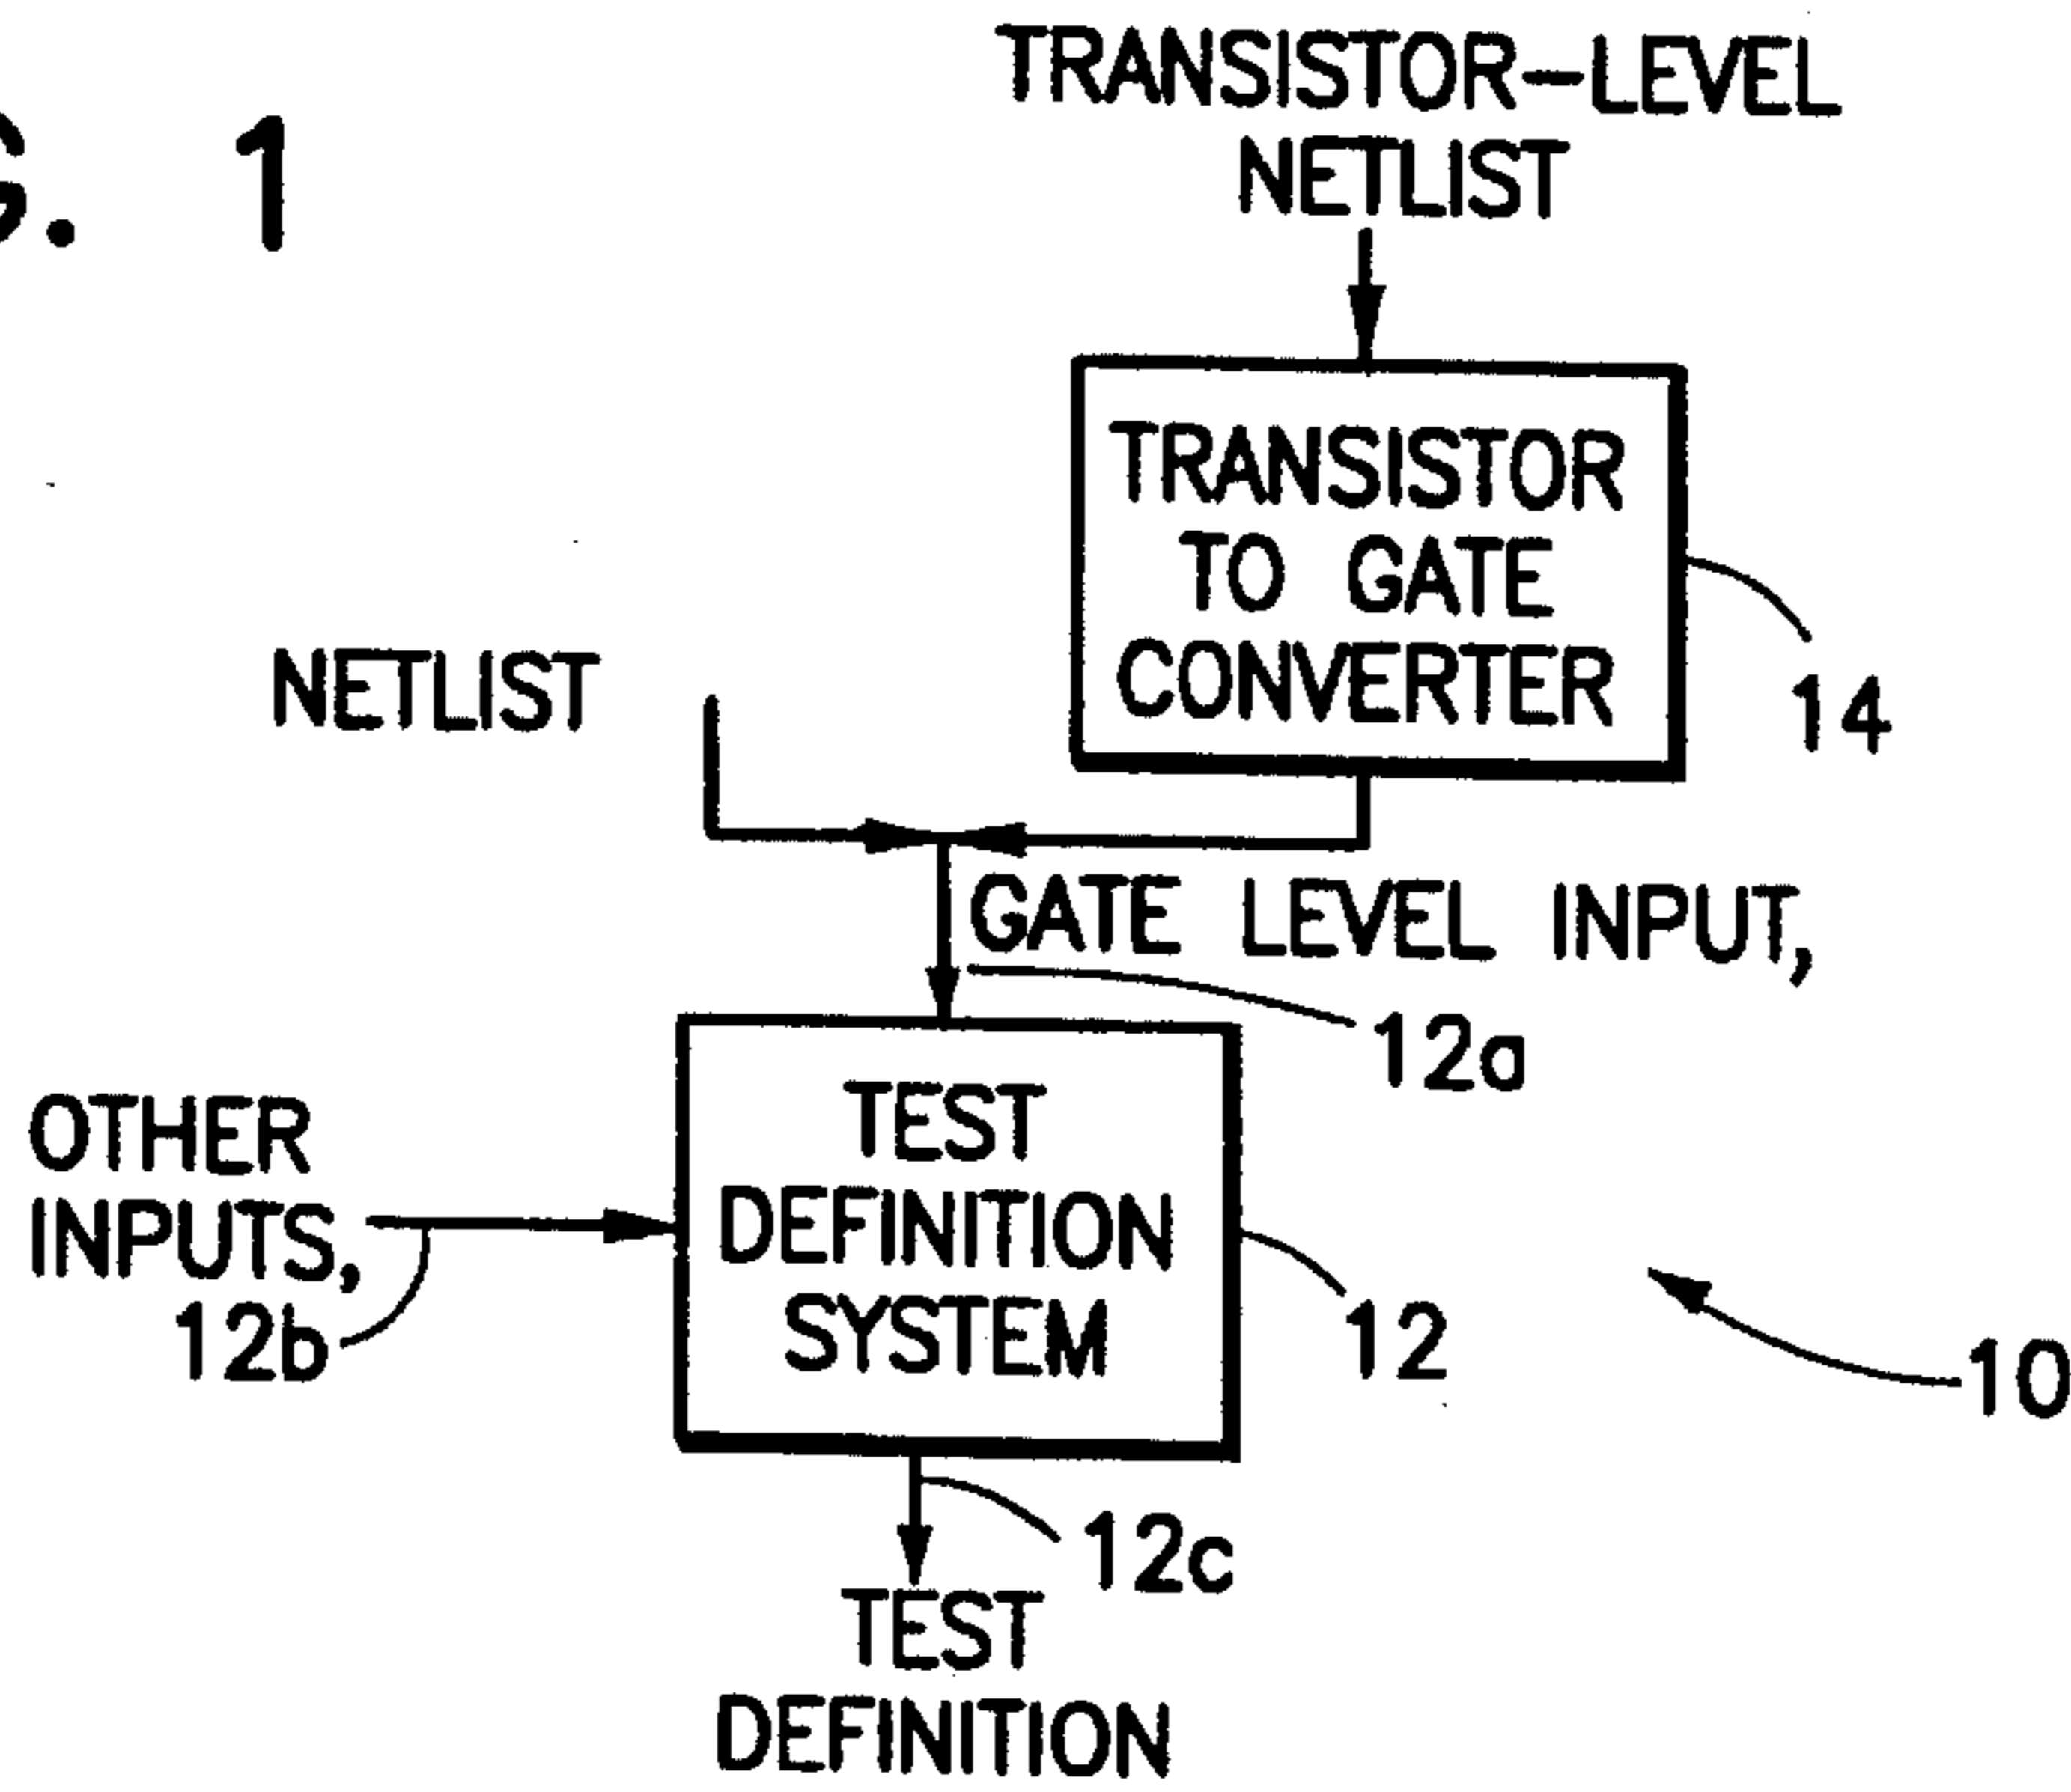 . 1
TRANSISTOR-LEVEL
NETLIST
TRANSISTOR
TO GATE
CONVERTER
14
NETLIST
GATE LEVEL INPUT,
12a
OTHER
INPUTS,
12b
TEST
DEFINITION
SYSTEM
12
10
12c
TEST
DEFINITION